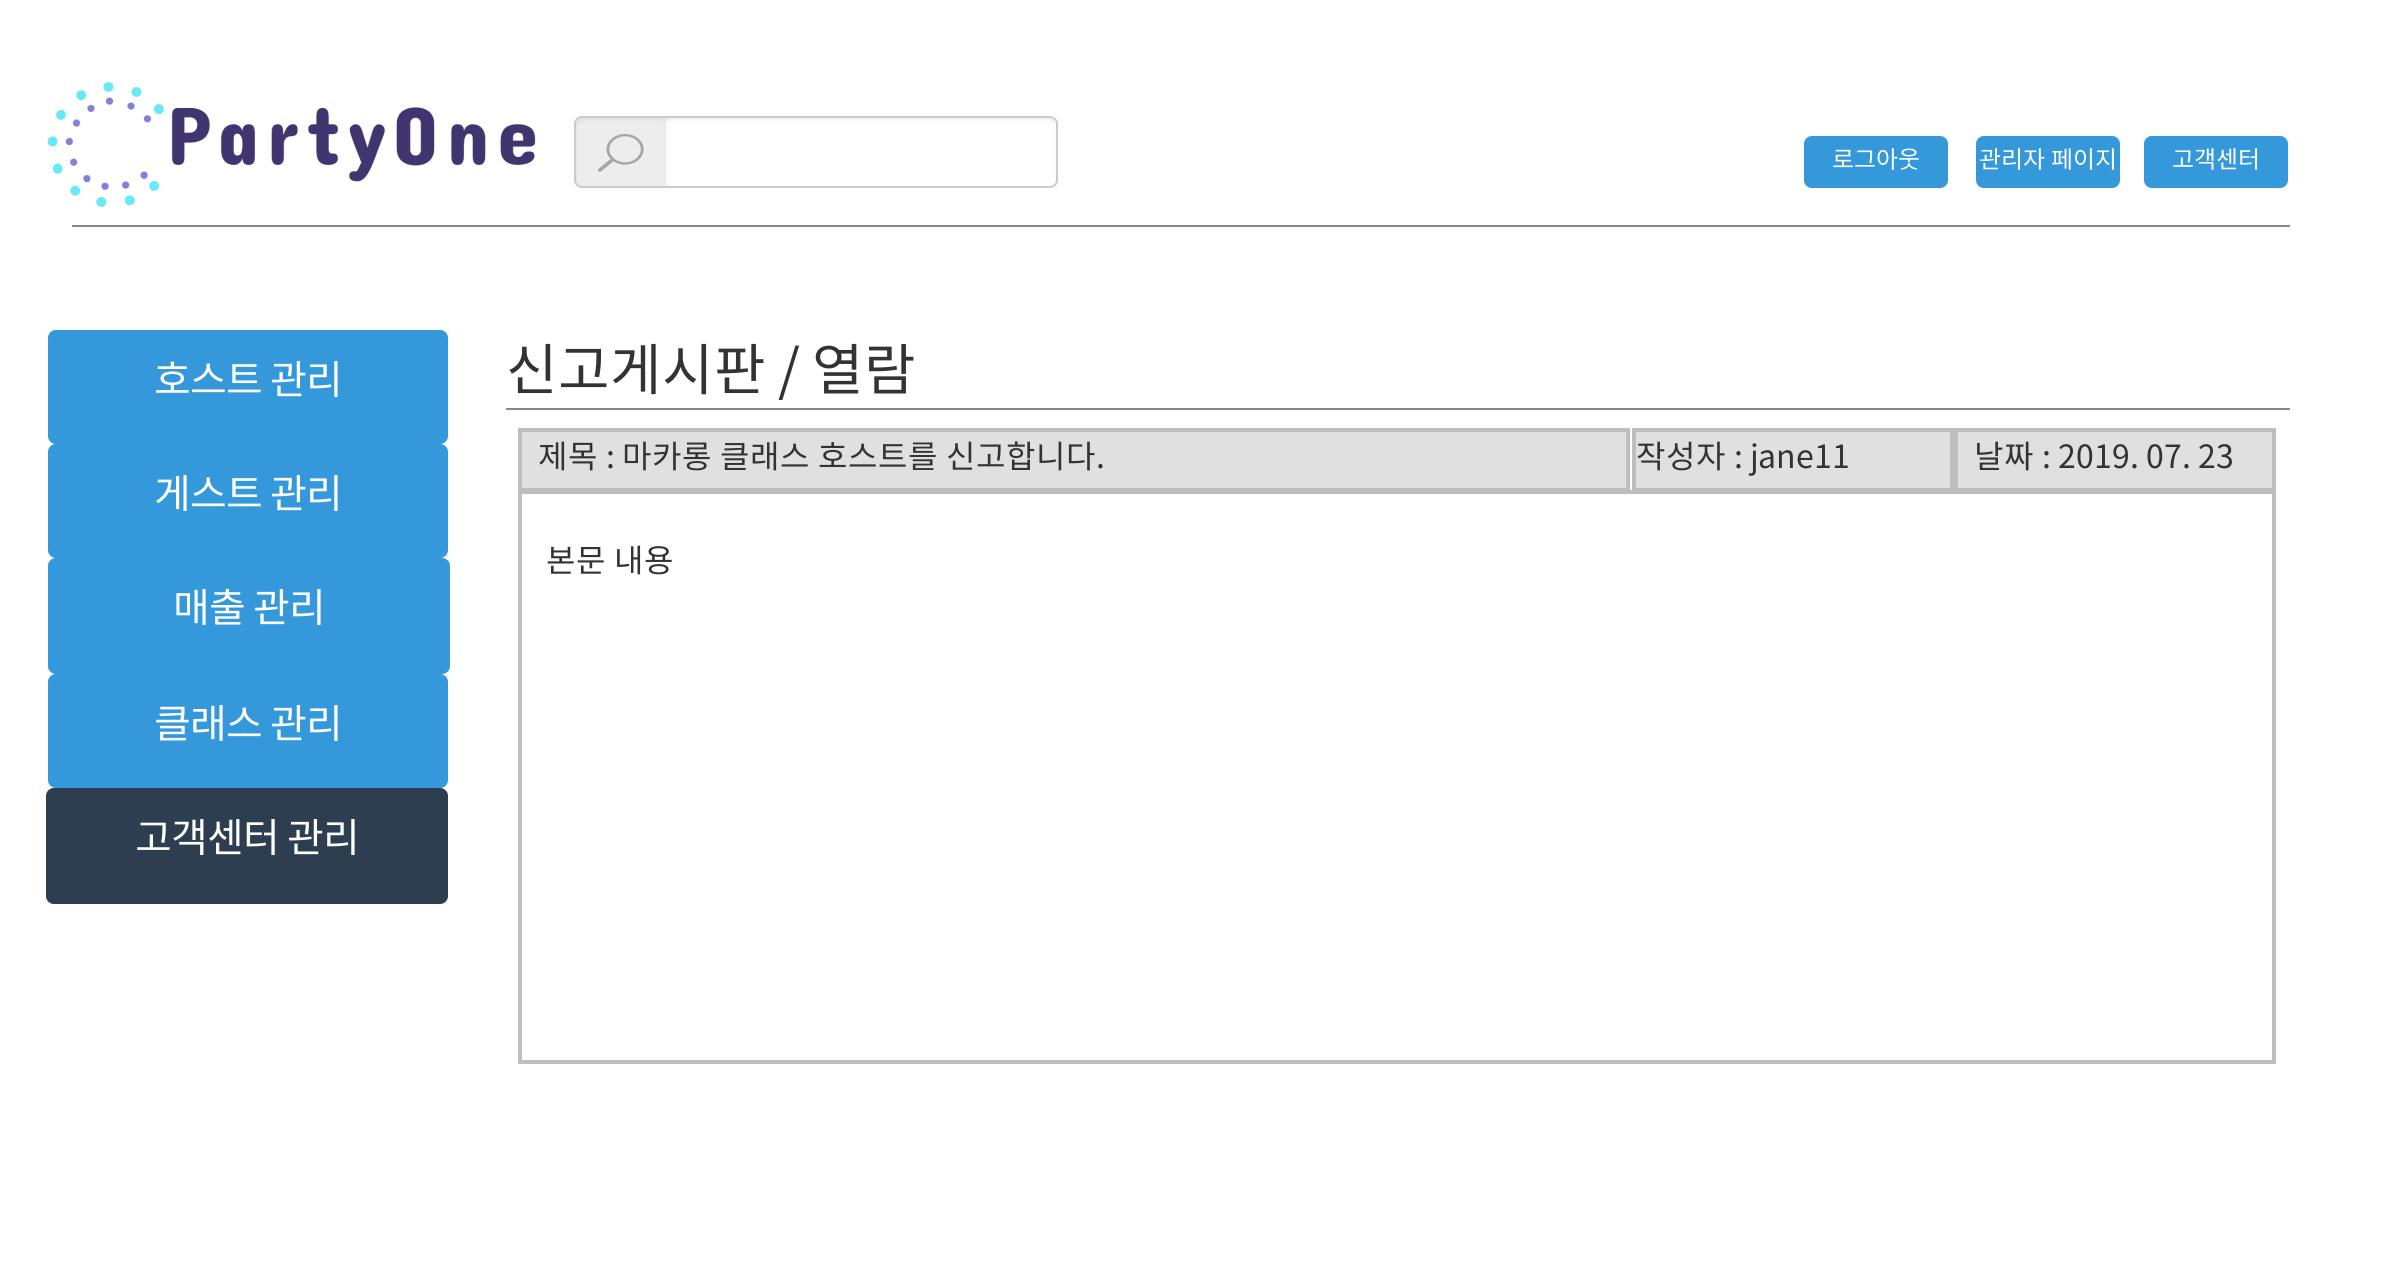 PartyOne
로그아웃
관리자 페이지
고객센터
호스트 관리
게스트 관리
매출 관리
클래스 관리
고객센터 관리
신고게시판 / 열람
제목 : 마카롱 클래스 호스트를 신고합니다.
작성자 : jane11
날짜 : 2019. 07. 23
본문 내용